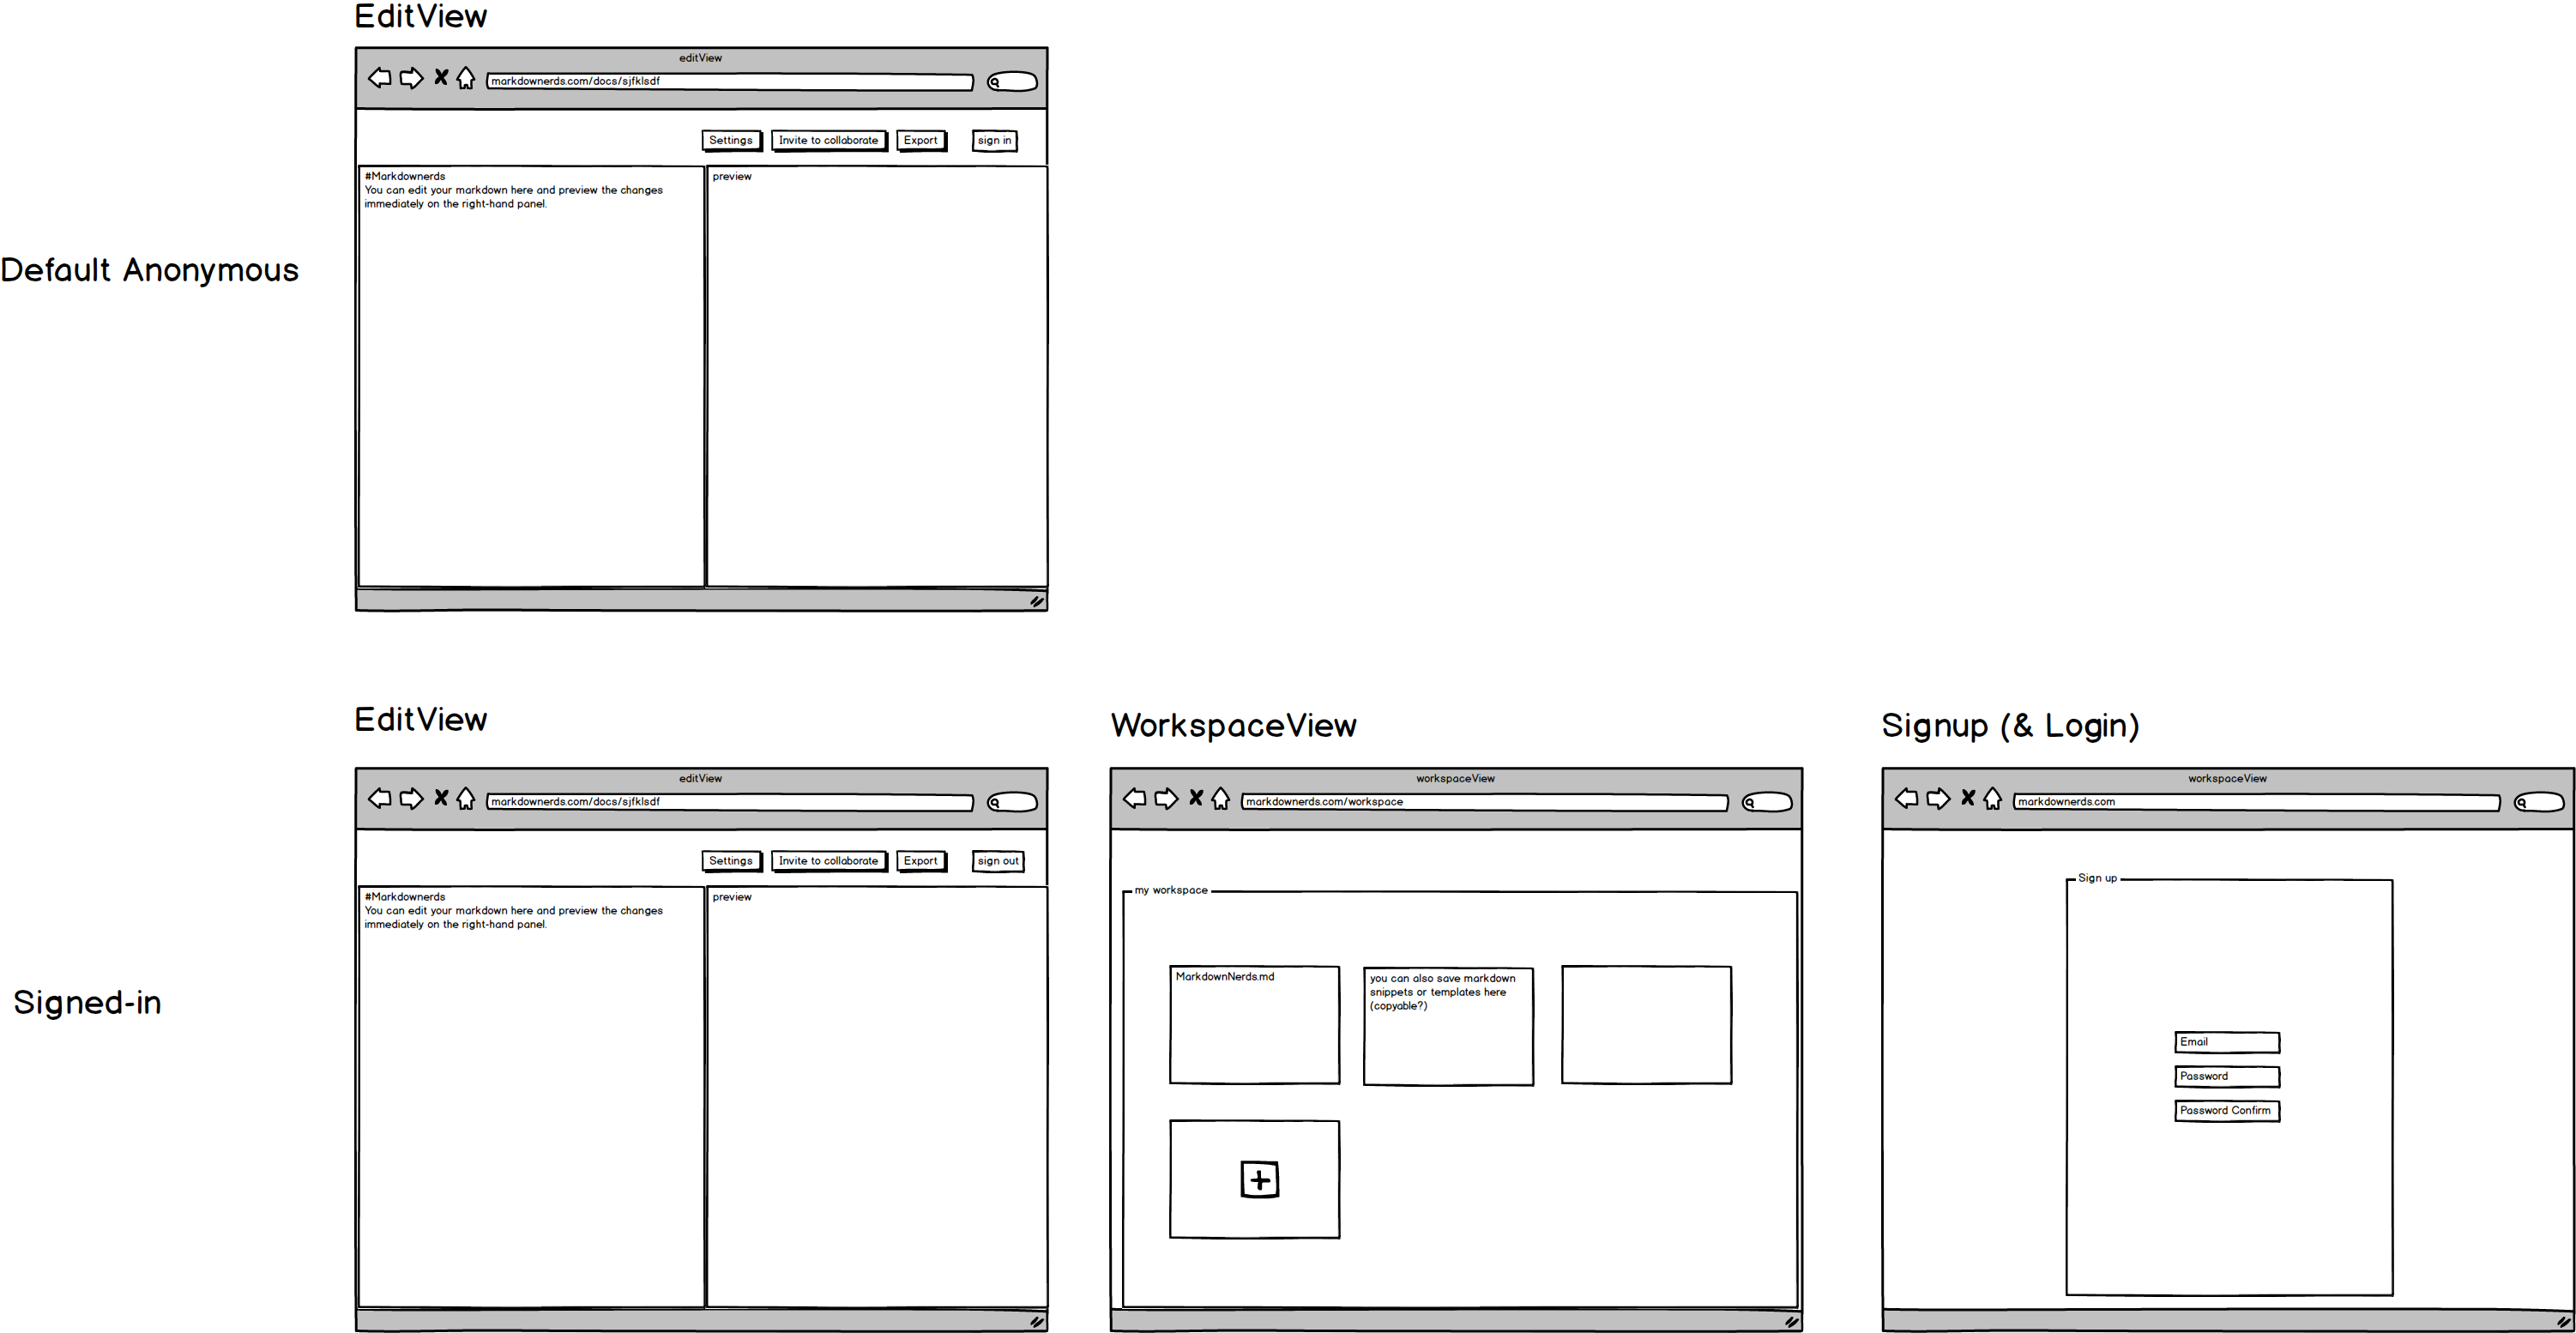 EditView
editView
markdownerds.com/docs/sjfklsdf
Settings
Invite to collaborate
Export
sign in
#Markdownerds
You can edit your markdown here and preview the changes
immediately on the right-hand panel.
preview
Default Anonymous
EditView
editView
markdownerds.com/docs/sjfklsdf
Settings
Invite to collaborate
Export
sign out
#Markdownerds
You can edit your markdown here and preview the changes
immediately on the right-hand panel.
preview
Signed-in
WorkspaceView
workspaceView
markdownerds.com/workspace
my workspace
MarkdownNerds.md
you can also save markdown
snippets or templates here
(copyable?)
Signup (& Login)
workspaceView
markdownerds.com
Sign up
Email
Password
Password Confirm